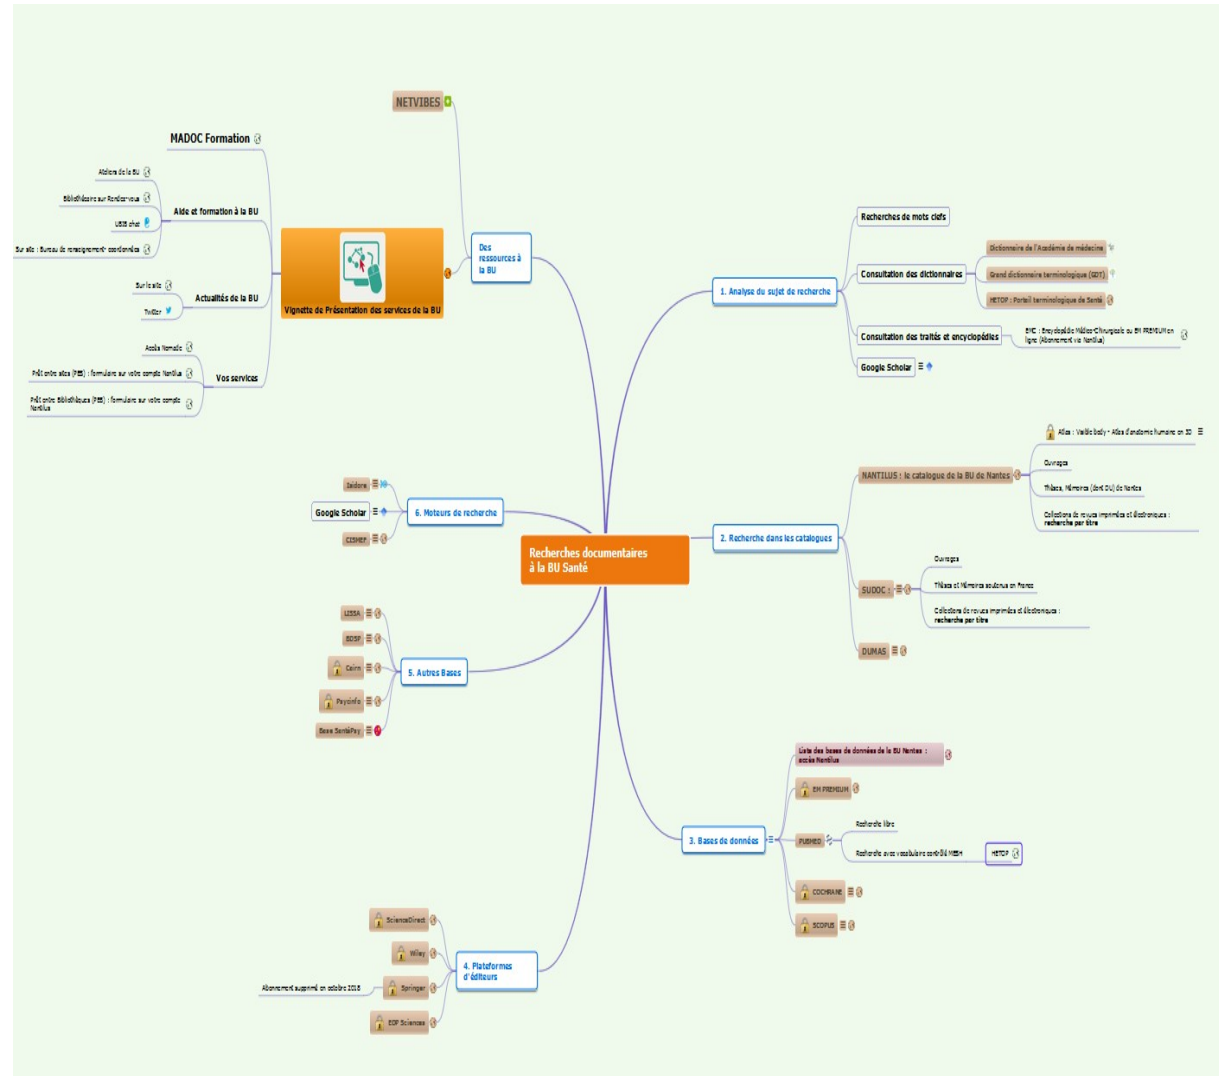 NETVIBES
MADOC Formation
Ateliers de la BU
Bibliothécaire sur Rendez-vous
UBIB chat
Sur site : Bureau de renseignement- coordonnées
Aide et formation à la BU
Sur le site
Twitter
Actualités de la BU
Accès Nomade
Prêt entre sites (PES) : formulaire sur votre compte Nantilus
Prêt entre Bibliothèques (PEB) : formulaire sur votre compte
Nantilus
Vos services
Vignette de Présentation des services de la BU
Des
ressources à
la BU
1. Analyse du sujet de recherche
Recherches de mots clefs
Consultation des dictionnaires
Dictionnaire de l'Académie de médecine
Grand dictionnaire terminologique (GDT)
HETOP : Portail terminologique de Santé
Consultation des traités et encyclopédies
EMC : Encyclopédie Médico-Chirurgicale ou EM PREMIUM en
ligne (Abonnement via Nantilus)
Google Scholar
Recherches documentaires
à la BU Santé
2. Recherche dans les catalogues
NANTILUS : le catalogue de la BU de Nantes
Atlas : Visible body - Atlas d'anatomie humaine en 3D
Ouvrages
Thèses, Mémoires (dont DU) de Nantes
Collections de revues imprimées et électroniques :
recherche par titre
SUDOC :
Ouvrages
Thèses et Mémoires soutenus en France
Collections de revues imprimées et électroniques :
recherche par titre
DUMAS
6. Moteurs de recherche
Isidore
Google Scholar
CISMEF
5. Autres Bases
LISSA
BDSP
Cairn
Psycinfo
Base SantéPsy
3. Bases de données
Liste des bases de données de la BU Nantes :
accès Nantilus
EM PREMIUM
PUBMED
Recherche libre
Recherche avec vocabulaire contrôlé MESH
HETOP
COCHRANE
SCOPUS
4. Plateformes
d'éditeurs
ScienceDirect
Wiley
Springer
Abonnement supprimé en octobre 2018
EDP Sciences